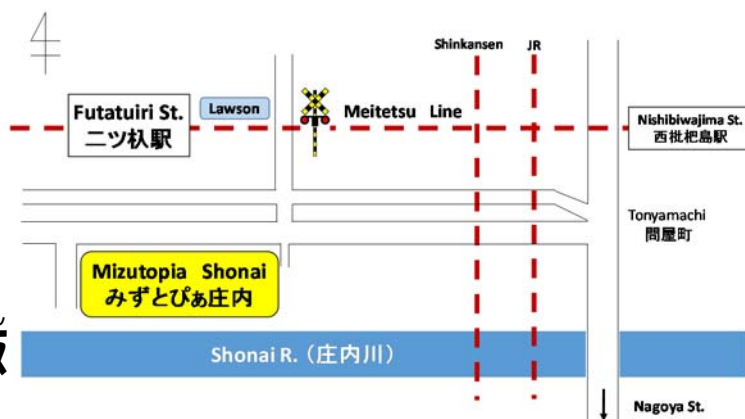 Shinkansen JR
Futatuiri St.
二ツ杁駅
Lawson
Meitetsu Line
Nishibiwajima St.
西枇杷島駅
Tonyamachi
問屋町
Mizutopia Shonai
みずとぴぁ庄内
Shonai R.（庄内川）
Nagoya St.